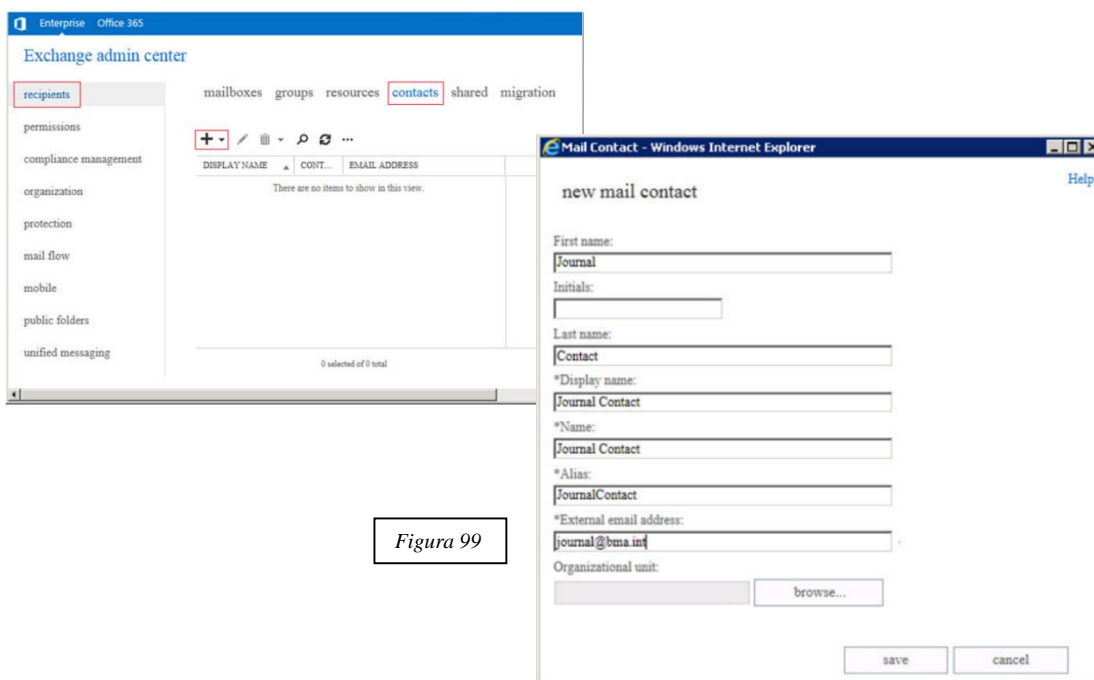 Enterprise Office 365
Exchange admin center
recipients
permissions
compliance management
organization
protection
mail flow
mobile
public folders
unified messaging
mailboxes groups resources contacts shared migration
DISPLAY NAME CONT... EMAIL ADDRESS
There are no items to show in this view.
0 selected of 0 total
Mail Contact - Windows Internet Explorer
Help
new mail contact
First name:
Journal
Initials:
Last name:
Contact
*Display name:
Journal Contact
*Name:
Journal Contact
*Alias:
JournalContact
*External email address:
journal@bma.int
Organizational unit:
browse...
save cancel
Figura 99